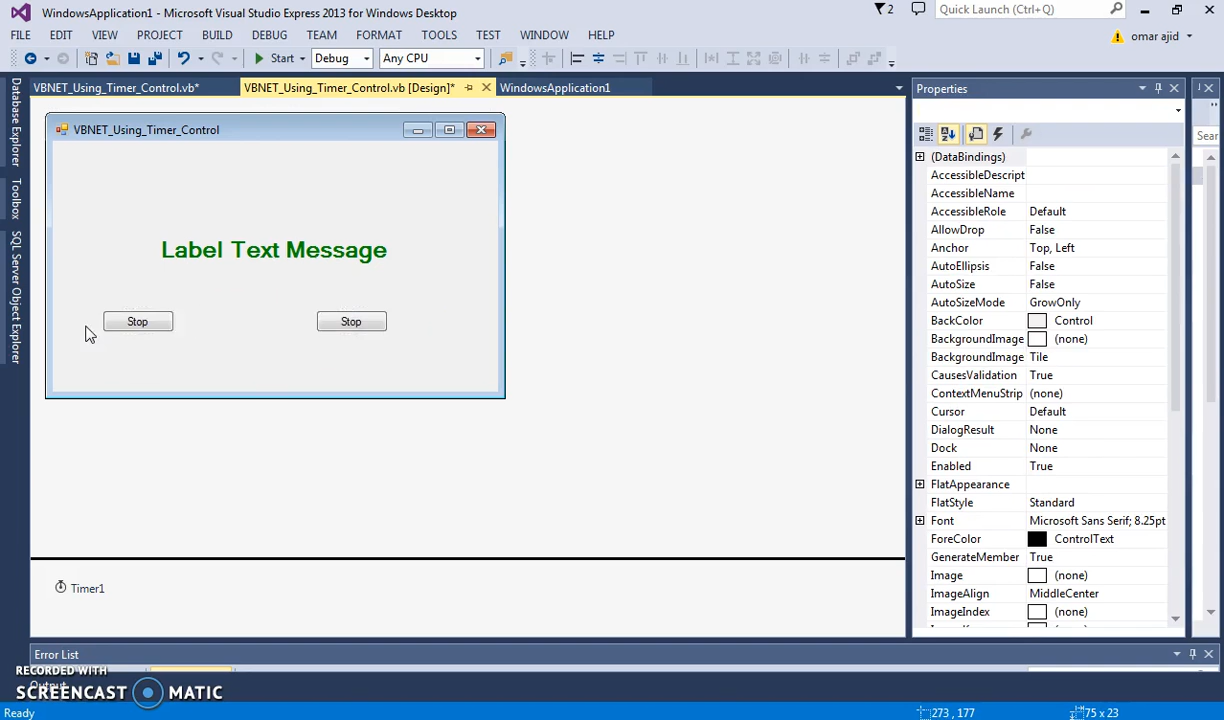 WindowsApplication1 - Microsoft Visual Studio Express 2013 for Windows Desktop
2
Quick Launch (Ctrl+Q)
FILE EDIT VIEW PROJECT BUILD DEBUG TEAM FORMAT TOOLS TEST WINDOW HELP
omar ajid
Start
Debug
Any CPU
VBNET_Using_Timer_Control.vb*
VBNET_Using_Timer_Control.vb [Design]*
WindowsApplication1
Database Explorer
Toolbox
SQL Server Object Explorer
VBNET_Using_Timer_Control
Label Text Message
Stop
Stop
Timer1
Properties
Sear
(DataBindings)
AccessibleDescript
AccessibleName
AccessibleRole Default
AllowDrop False
Anchor Top, Left
AutoEllipsis False
AutoSize False
AutoSizeMode GrowOnly
BackColor Control
BackgroundImage (none)
BackgroundImage Tile
CausesValidation True
ContextMenuStrip (none)
Cursor Default
DialogResult None
Dock None
Enabled True
FlatAppearance
FlatStyle Standard
Font Microsoft Sans Serif; 8.25pt
ForeColor ControlText
GenerateMember True
Image (none)
ImageAlign MiddleCenter
ImageIndex (none)
Error List
RECORDED WITH
SCREENCAST MATIC
Ready
273 , 177
75 x 23